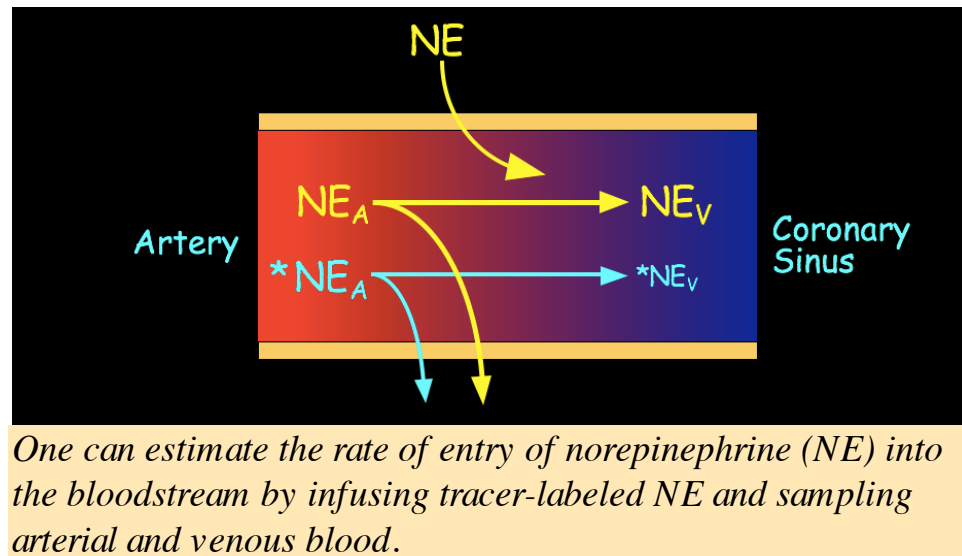 NE
NEA
NEV
Artery
Coronary
Sinus
*NEA
*NEV
One can estimate the rate of entry of norepinephrine (NE) into
the bloodstream by infusing tracer-labeled NE and sampling
arterial and venous blood.